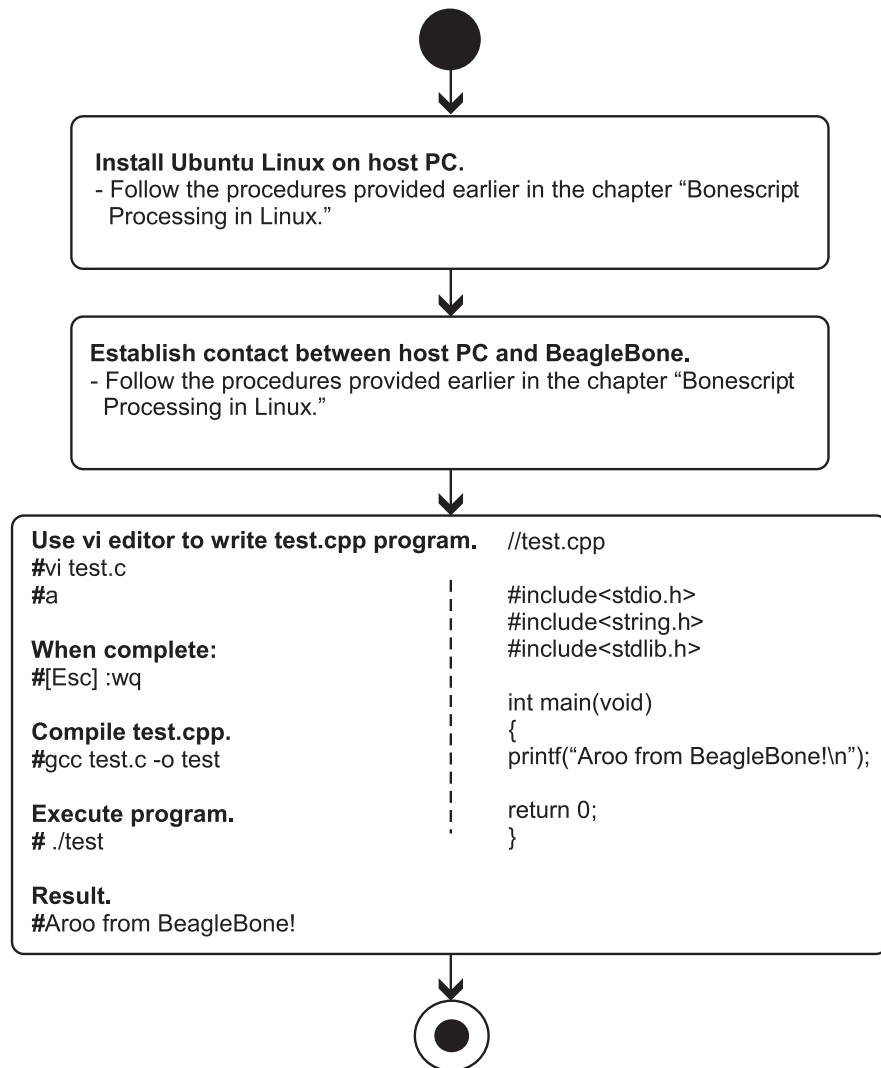 Install Ubuntu Linux on host PC.
- Follow the procedures provided earlier in the chapter “Bonescript
Processing in Linux.”
Establish contact between host PC and BeagleBone.
- Follow the procedures provided earlier in the chapter “Bonescript
Processing in Linux.”
Use vi editor to write test.cpp program.
#vi test.c
#a
When complete:
#[Esc] :wq
Compile test.cpp.
#gcc test.c -o test
Execute program.
# ./test
Result.
#Aroo from BeagleBone!
//test.cpp
#include<stdio.h>
#include<string.h>
#include<stdlib.h>
int main(void)
{
printf(“Aroo from BeagleBone!\n”);
return 0;
}